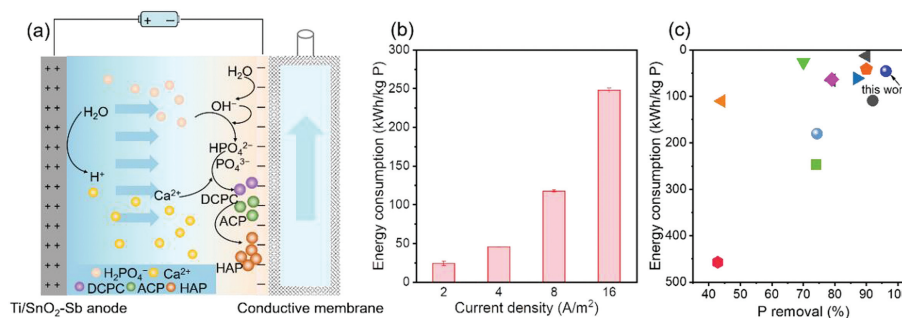 (a)
+ −
+ +
+ +
+ +
+ +
+ +
+ +
+ +
+ +
+ +
+ +
+ +
+ +
H₂O
H⁺
Ca²⁺
H₂O
OH⁻
HPO₄²⁻
PO₄³⁻
DCPC
ACP
HAP
H₂PO₄⁻ Ca²⁺
DCPC ACP HAP
Ti/SnO₂-Sb anode
Conductive membrane
(b)
Energy consumption (kWh/kg P)
300
250
200
150
100
50
0
2 4 8 16
Current density (A/m²)
(c)
Energy consumption (kWh/kg P)
0
100
200
300
400
500
this wor
40 50 60 70 80 90 100
P removal (%)